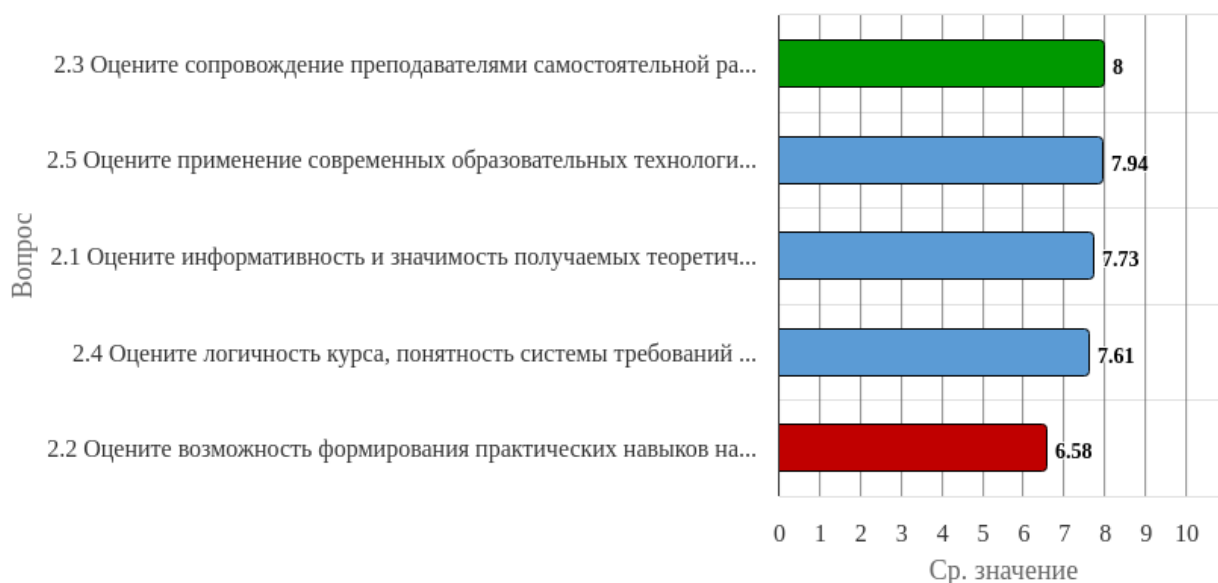 2.3 Оцените сопровождение преподавателями самостоятельной ра...
8
2.5 Оцените применение современных образовательных технологи...
7.94
2.1 Оцените информативность и значимость получаемых теоретич...
7.73
2.4 Оцените логичность курса, понятность системы требований ...
7.61
2.2 Оцените возможность формирования практических навыков на...
6.58
Вопрос
0 1 2 3 4 5 6 7 8 9 10
Ср. значение